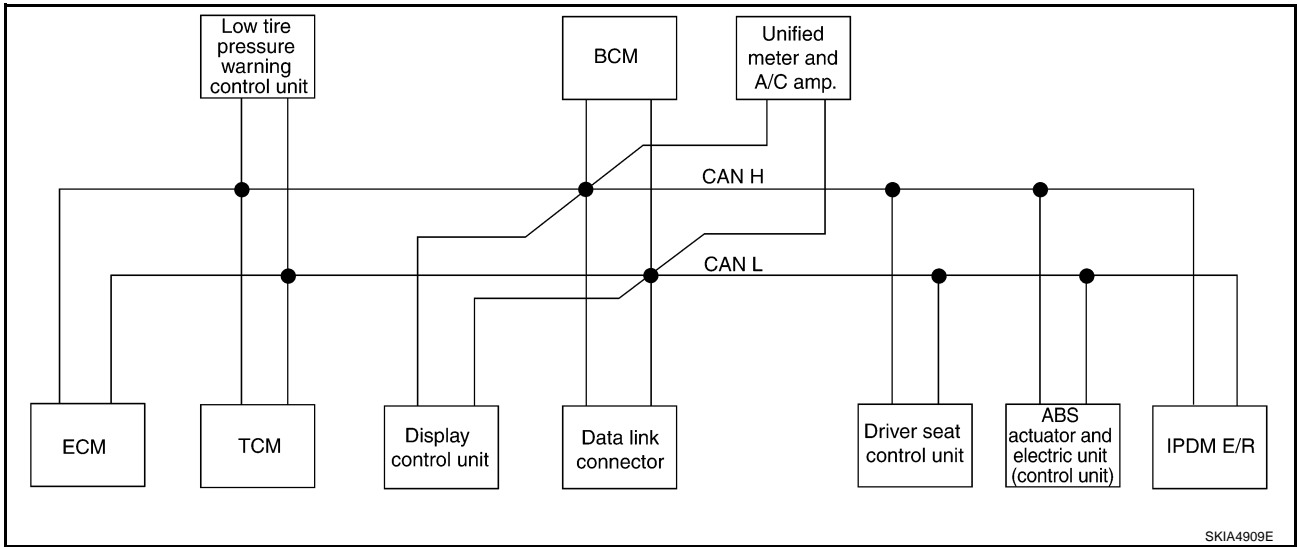 Low tire
pressure
warning
control unit
BCM
Unified
meter and
A/C amp.
CAN H
CAN L
ECM
TCM
Display
control unit
Data link
connector
Driver seat
control unit
ABS
actuator and
electric unit
(control unit)
IPDM E/R
SKIA4909E